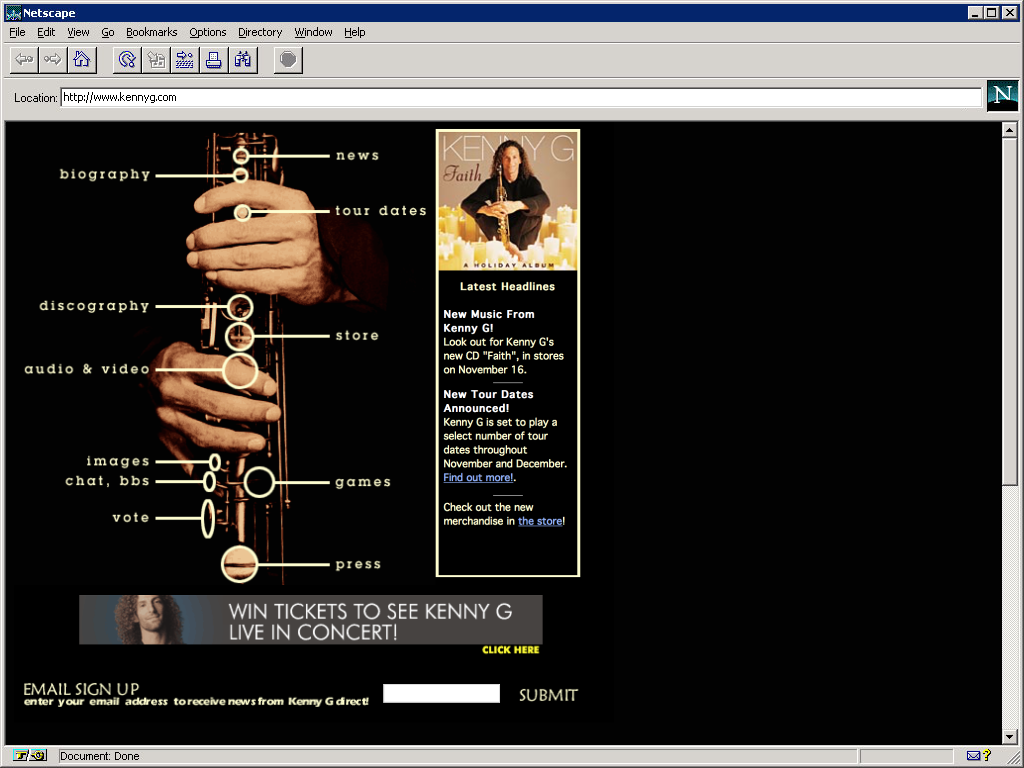 Netscape
File Edit View Go Bookmarks Options Directory Window Help
Location: http://www.kennyg.com
N
news
biography
tour dates
discography
store
audio & video
images
chat, bbs
games
vote
press
KENNY G
Faith
A HOLIDAY ALBUM
Latest Headlines
New Music From
Kenny G!
Look out for Kenny G's
new CD "Faith", in stores
on November 16.
New Tour Dates
Announced!
Kenny G is set to play a
select number of tour
dates throughout
November and December.
Find out more!.
Check out the new
merchandise in the store!
WIN TICKETS TO SEE KENNY G
LIVE IN CONCERT!
CLICK HERE
EMAIL SIGN UP
enter your email address to receive news from Kenny G direct!
SUBMIT
Document: Done